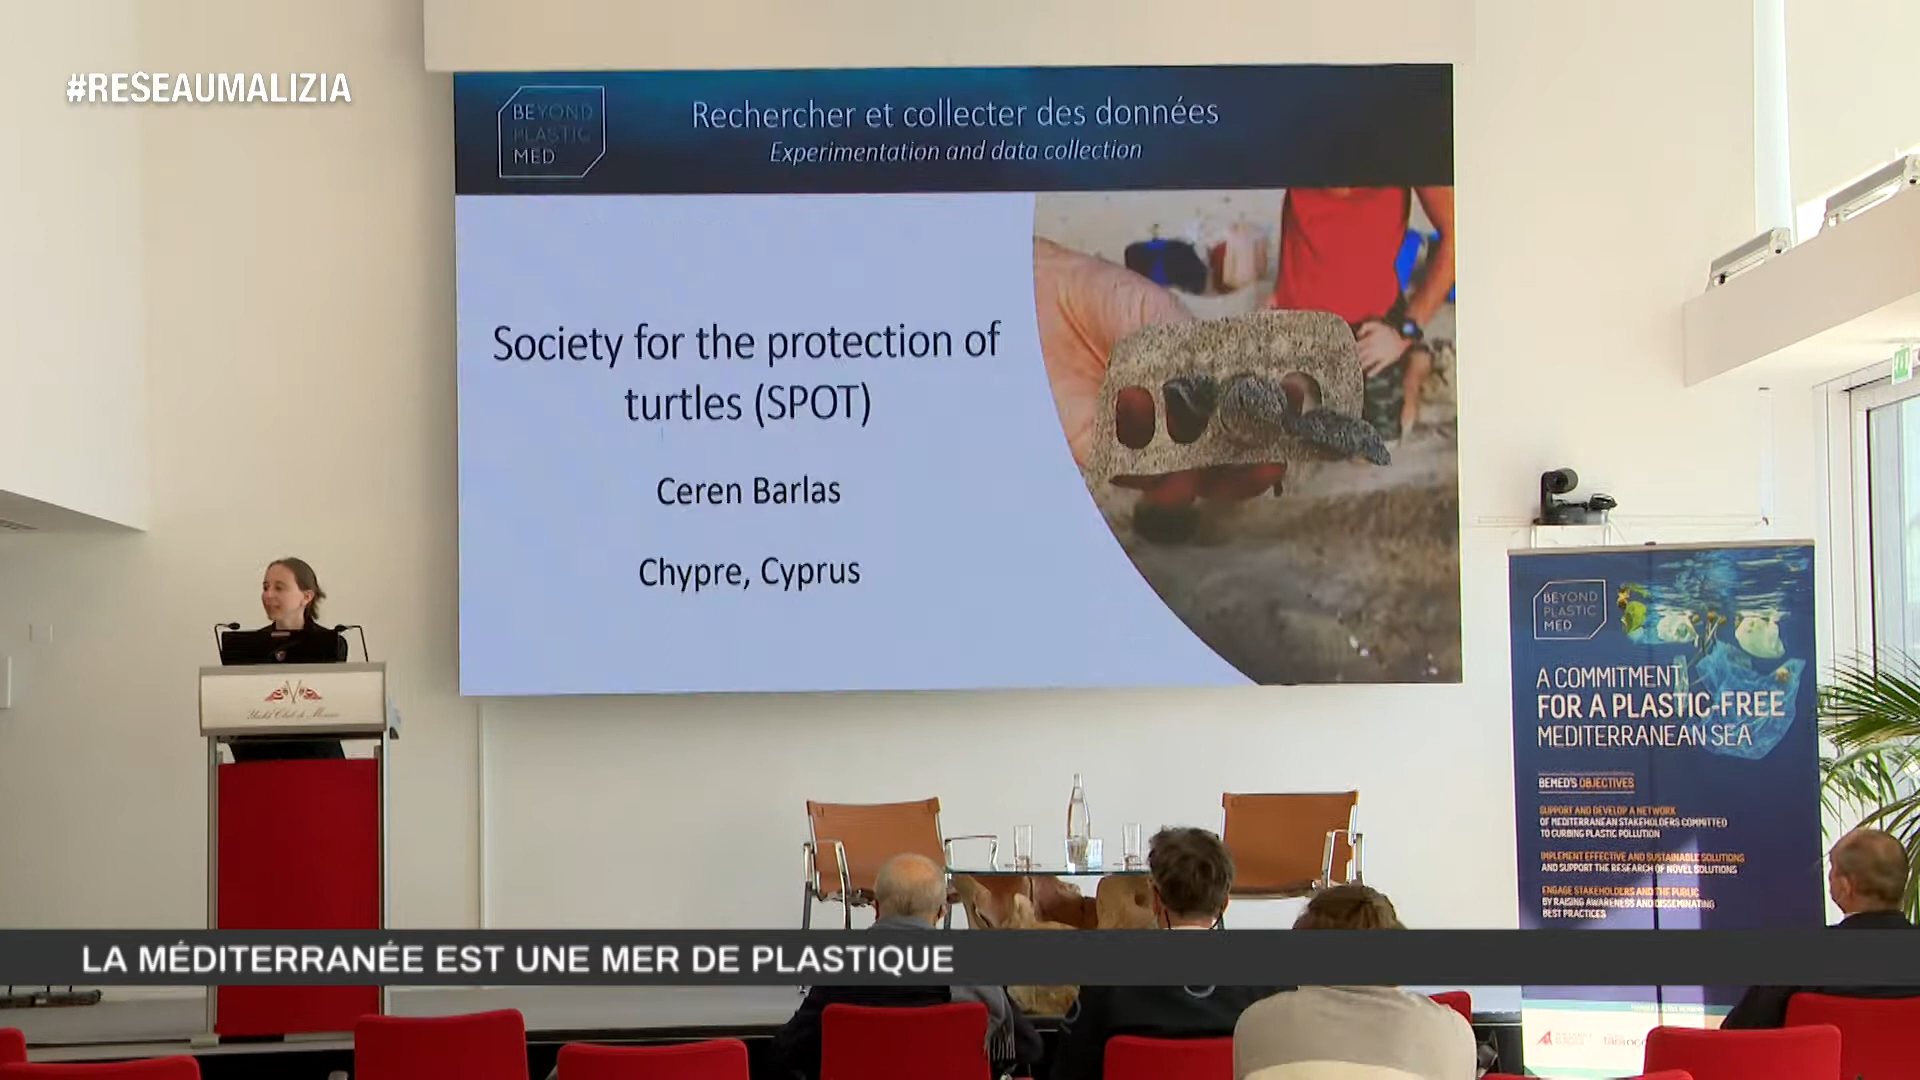 #RESEAUMALIZIA
BEYOND
PLASTIC
MED
Rechercher et collecter des données
Experimentation and data collection
Society for the protection of
turtles (SPOT)
Ceren Barlas
Chypre, Cyprus
Yacht Club de Monaco
BEYOND
PLASTIC
MED
A COMMITMENT
FOR A PLASTIC-FREE
MEDITERRANEAN SEA
BEMED'S OBJECTIVES
SUPPORT AND DEVELOP A NETWORK
OF MEDITERRANEAN STAKEHOLDERS COMMITTED
TO CURBING PLASTIC POLLUTION
IMPLEMENT EFFECTIVE AND SUSTAINABLE SOLUTIONS
AND SUPPORT THE RESEARCH OF NOVEL SOLUTIONS
ENGAGE STAKEHOLDERS AND THE PUBLIC
BY RAISING AWARENESS AND DISSEMINATING
BEST PRACTICES
LA MÉDITERRANÉE EST UNE MER DE PLASTIQUE